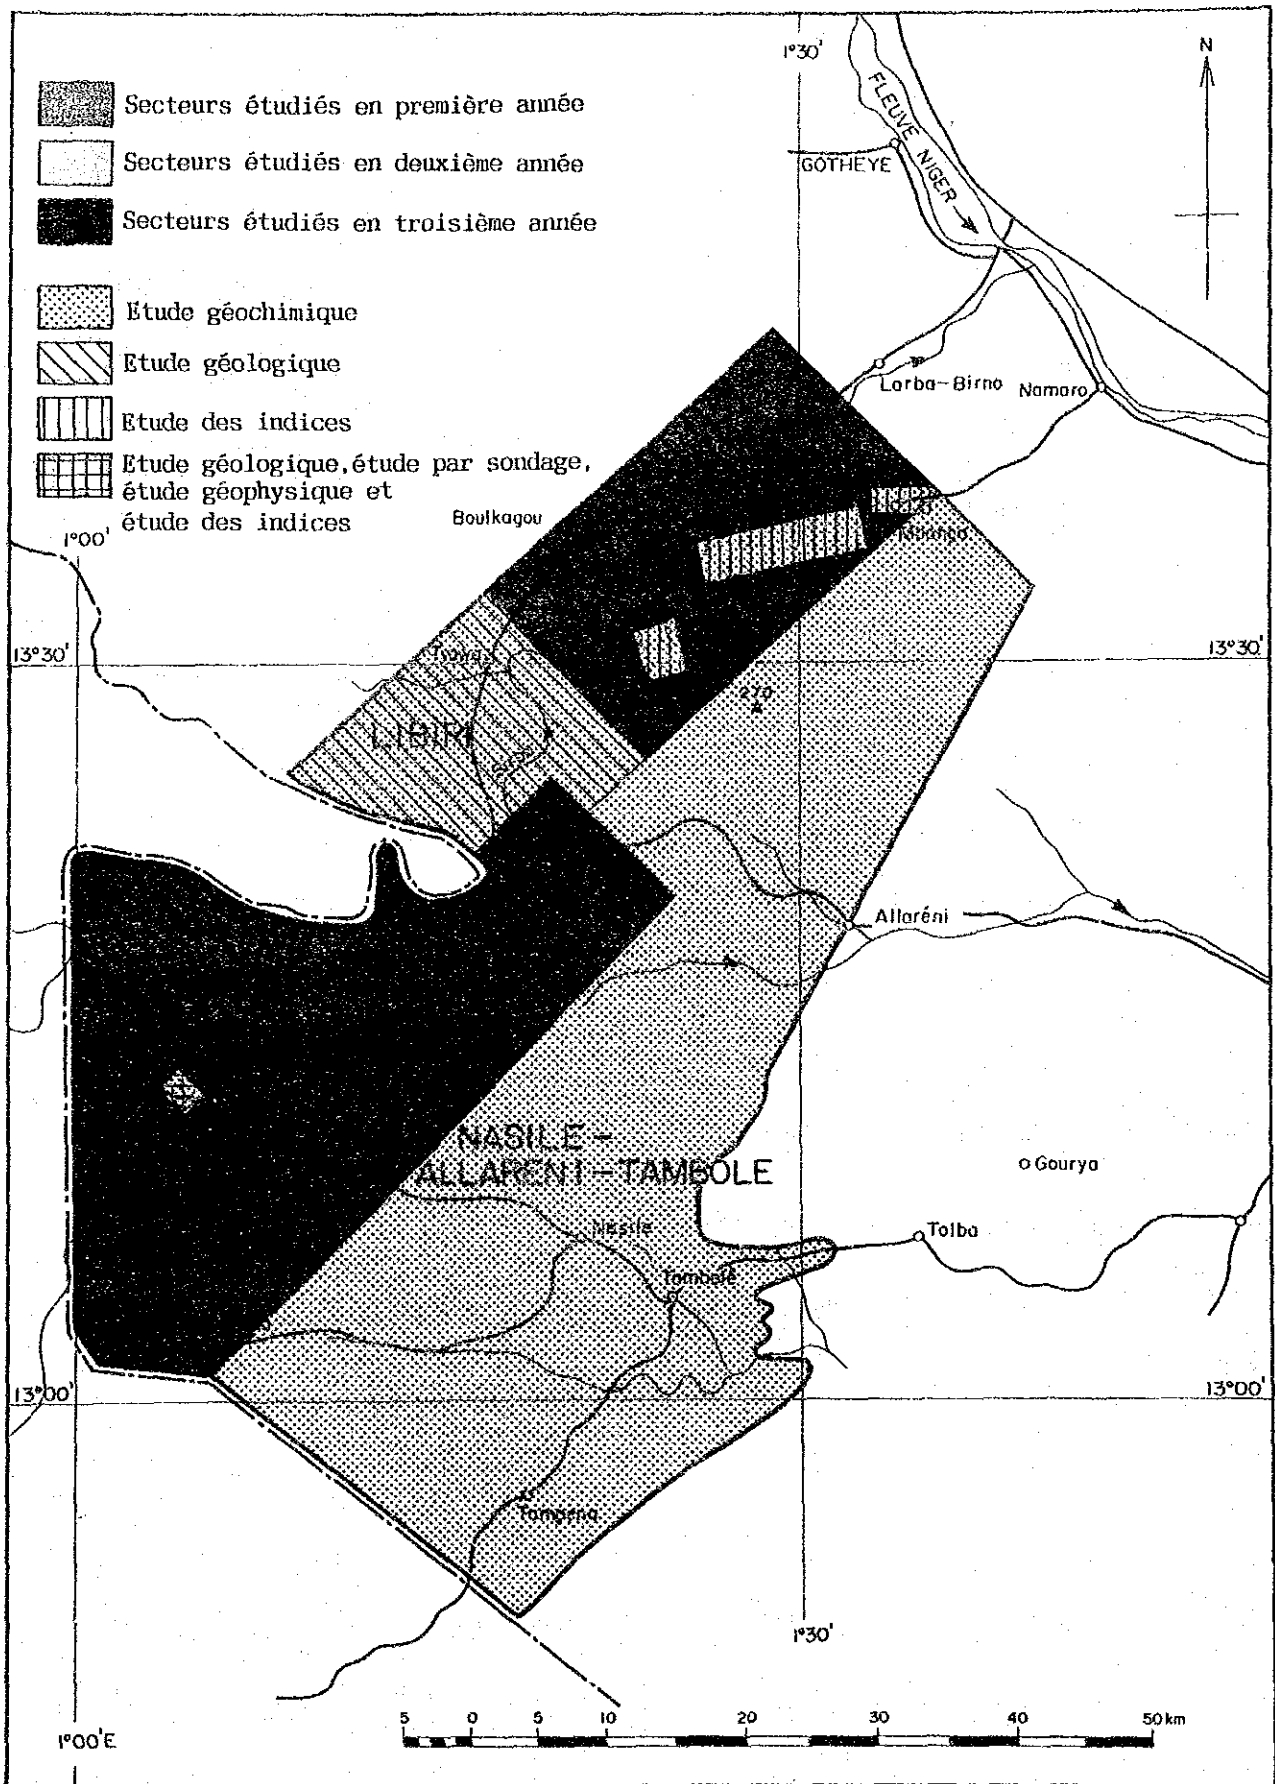 1°30'
N
Secteurs étudiés en première année
FLEUVE NIGER
GOTHEYE
Secteurs étudiés en deuxième année
Secteurs étudiés en troisième année
Etude géochimique
Etude géologique
Larba-Birno
Namaro
Etude des indices
Etude géologique, étude par sondage,
étude géophysique et
étude des indices
Boulkagou
1°00'
13°30'
13°30'
270
LIBIRI
Allaréni
NASILE -
ALLARENI - TAMBOLE
Gourya
Nasile
Tolba
Tambolé
13°00'
13°00'
1°30'
5 0 5 10 20 30 40 50 km
1°00'E